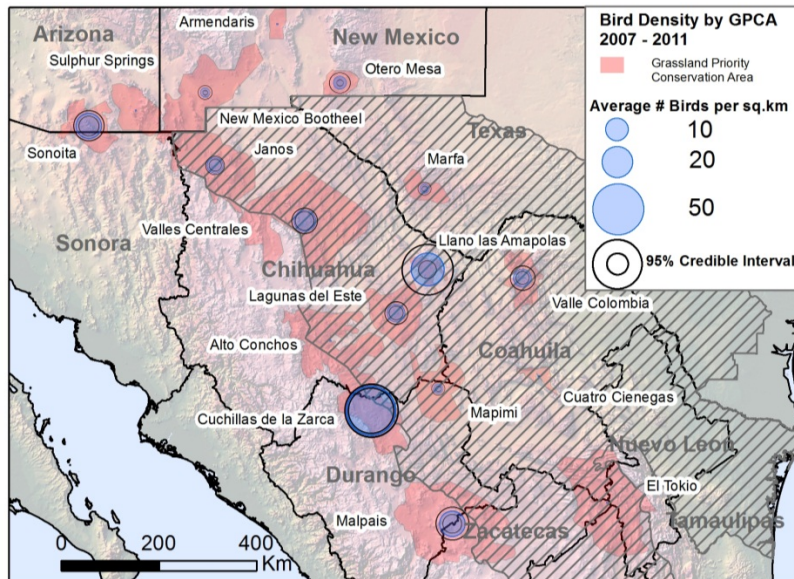 Armendaris
Arizona
New Mexico
Sulphur Springs
Otero Mesa
New Mexico Bootheel
Texas
Sonoita
Janos
Marfa
Valles Centrales
Sonora
Llano las Amapolas
Chihuahua
Lagunas del Este
Valle Colombia
Alto Conchos
Coahuila
Cuatro Cienegas
Cuchillas de la Zarca
Mapimi
Nuevo Leon
Durango
El Tokio
Malpais
Zacatecas
Tamaulipas
0 200 400
Km
Bird Density by GPCA
2007 - 2011
Grassland Priority
Conservation Area
Average # Birds per sq.km
10
20
50
95% Credible Interval